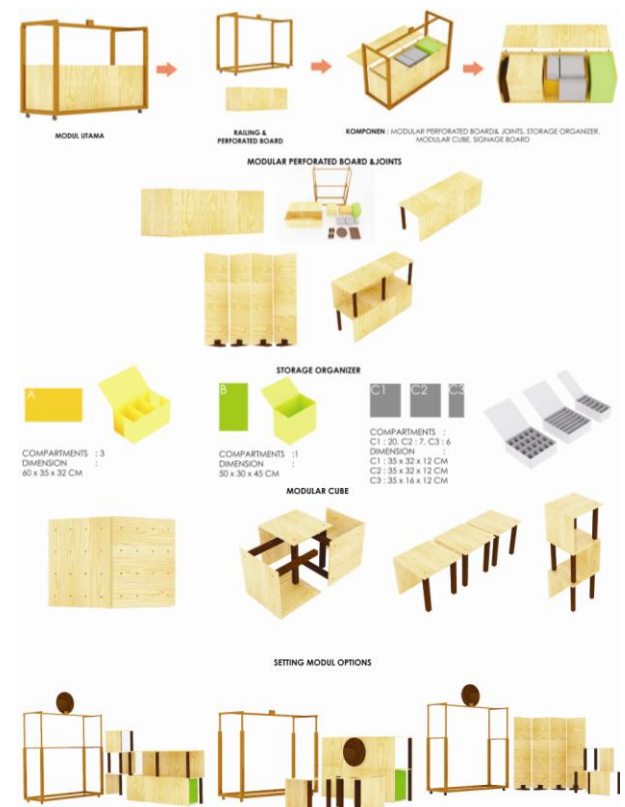 MODUL UTAMA
RAILING &
PERFORATED BOARD
KOMPONEN : MODULAR PERFORATED BOARD& JOINTS, STORAGE ORGANIZER,
MODULAR CUBE, SIGNAGE BOARD
MODULAR PERFORATED BOARD &JOINTS
STORAGE ORGANIZER
A
COMPARTMENTS : 3
DIMENSION :
60 x 35 x 32 CM
B
COMPARTMENTS :1
DIMENSION :
50 x 30 x 45 CM
C1 C2 C3
COMPARTMENTS :
C1 : 20, C2 : 7, C3 : 6
DIMENSION :
C1 : 35 x 32 x 12 CM
C2 : 35 x 32 x 12 CM
C3 : 35 x 16 x 12 CM
MODULAR CUBE
SETTING MODUL OPTIONS